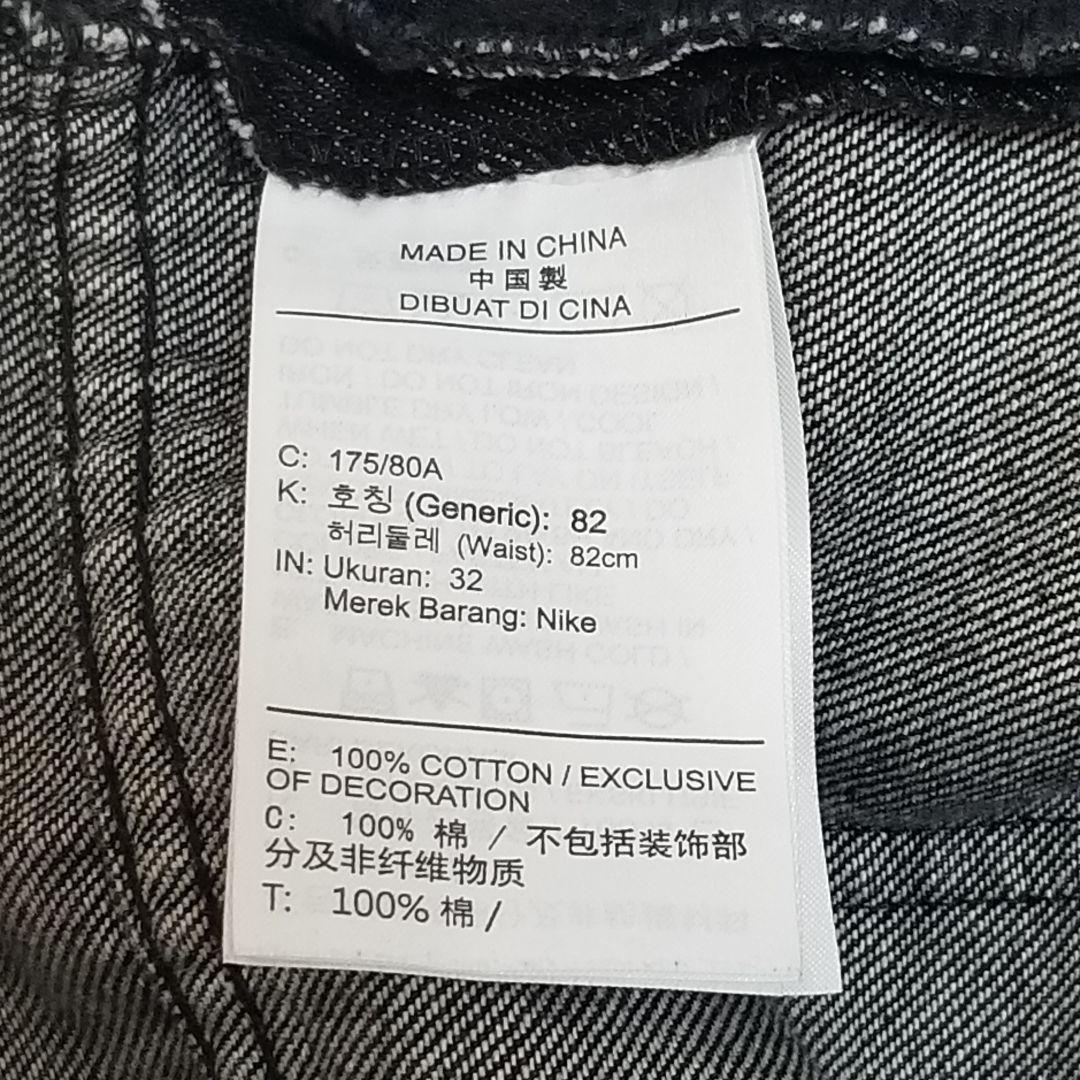 MADE IN CHINA
中国製
DIBUAT DI CINA
C: 175/80A
K: 호칭 (Generic): 82
허리둘레 (Waist): 82cm
IN: Ukuran: 32
Merek Barang: Nike
E: 100% COTTON / EXCLUSIVE
OF DECORATION
C: 100% 棉 / 不包括装饰部
分及非纤维物质
T: 100% 棉 /